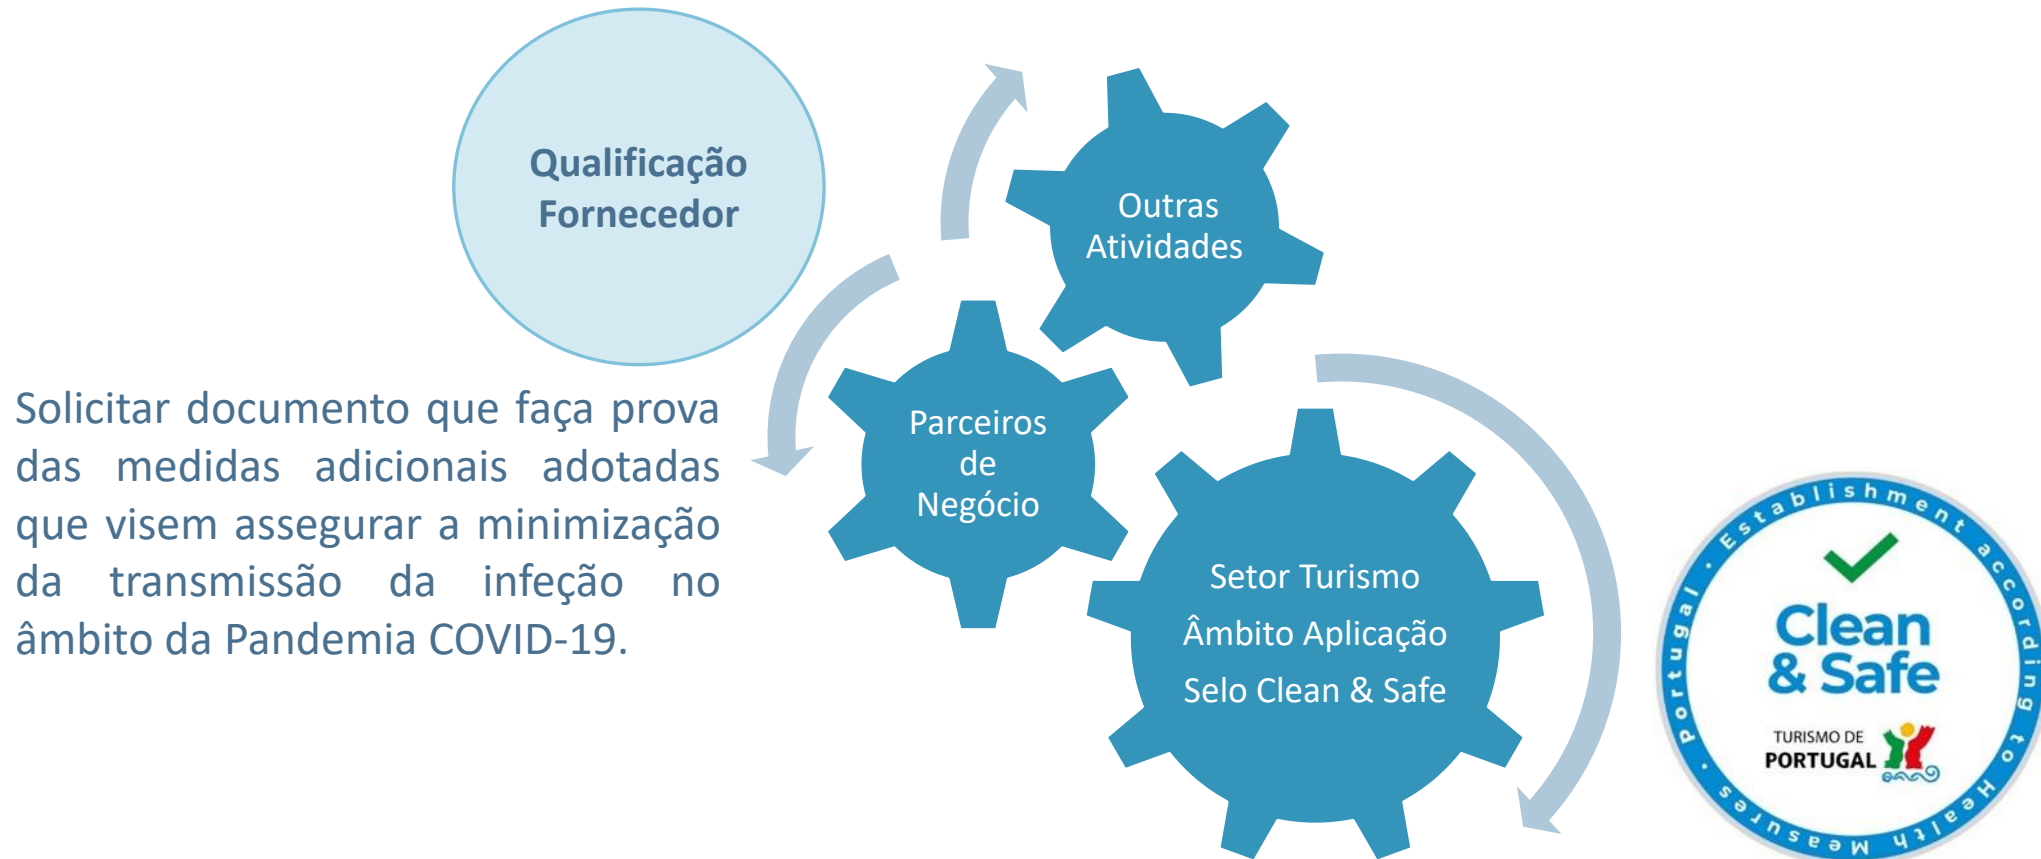 Qualificação
Fornecedor
Outras
Atividades
Solicitar documento que faça prova
das medidas adicionais adotadas
que visem assegurar a minimização
da transmissão da infeção no
âmbito da Pandemia COVID-19.
Parceiros
de
Negócio
Setor Turismo
Âmbito Aplicação
Selo Clean & Safe
Portugal · Establishment according to Health Measures ·
Clean
& Safe
TURISMO DE
PORTUGAL